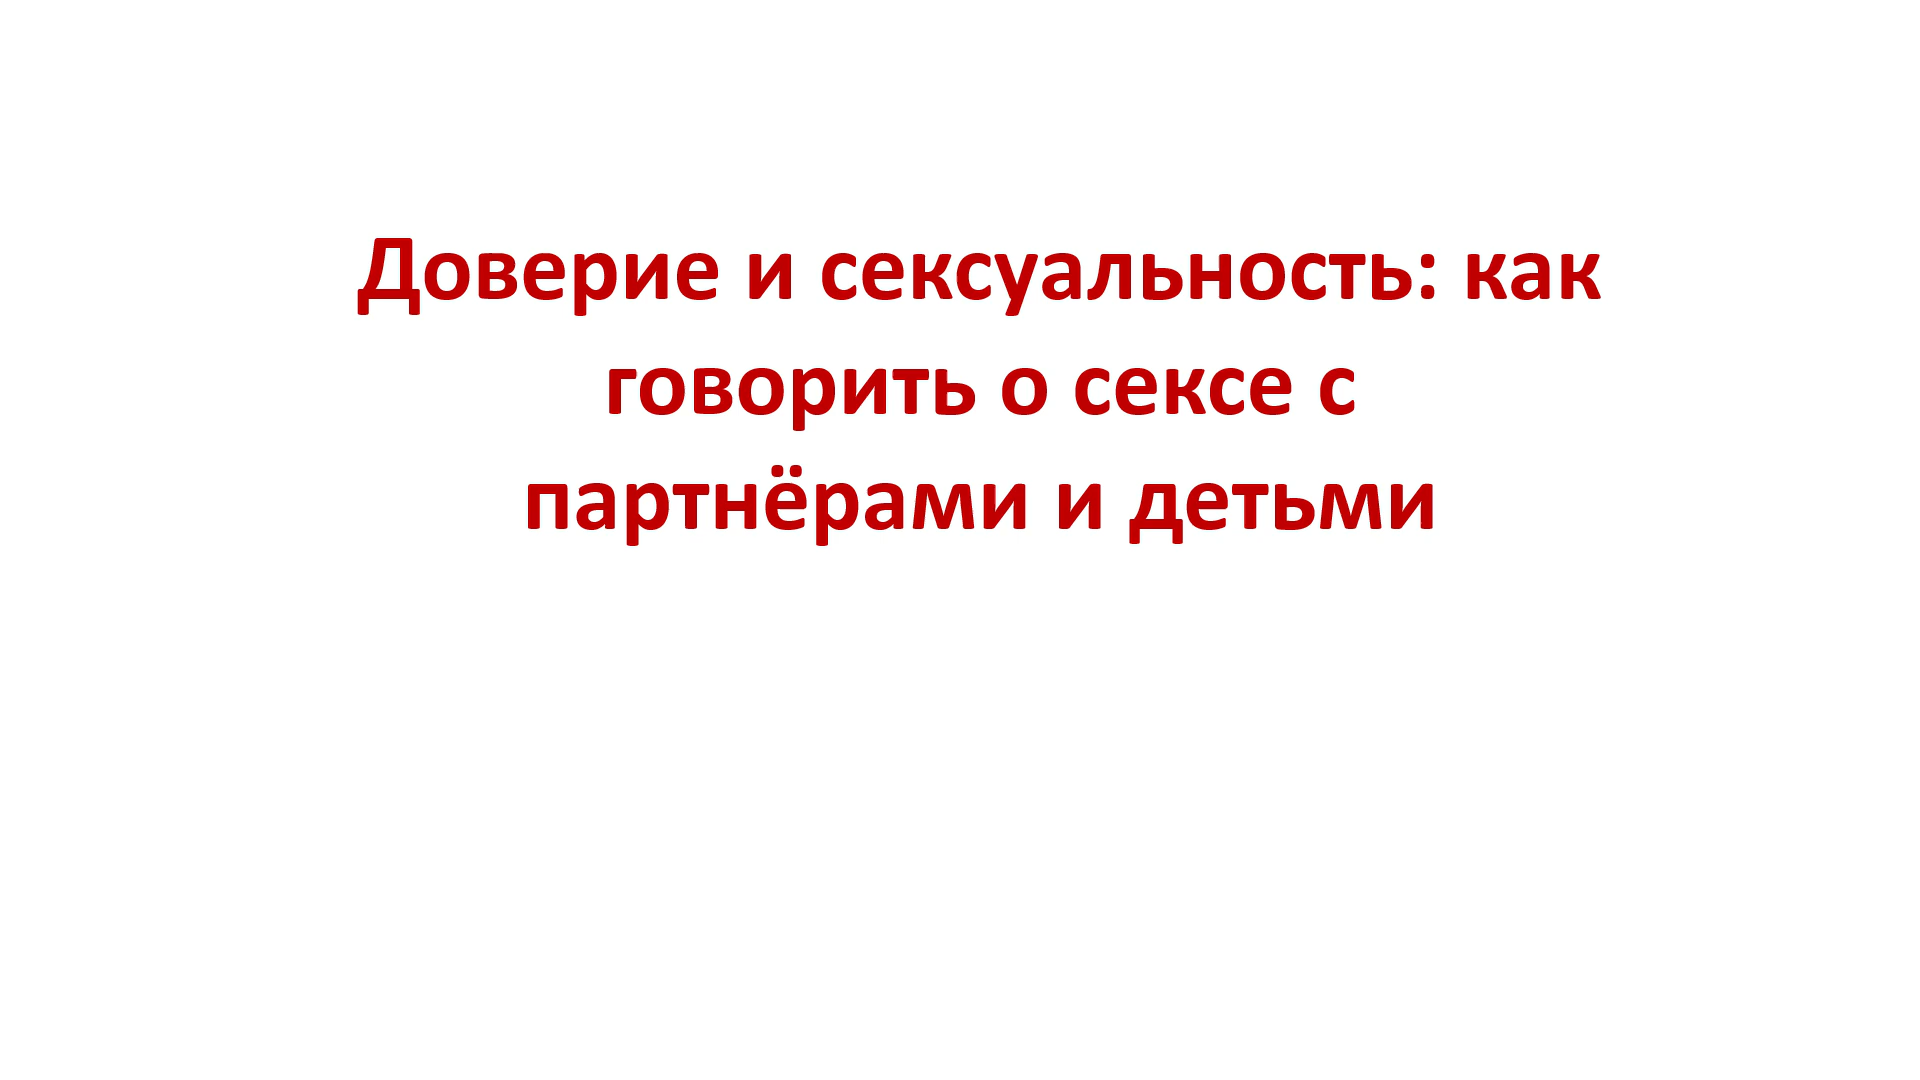 Доверие и сексуальность: как
говорить о сексе с
партнёрами и детьми